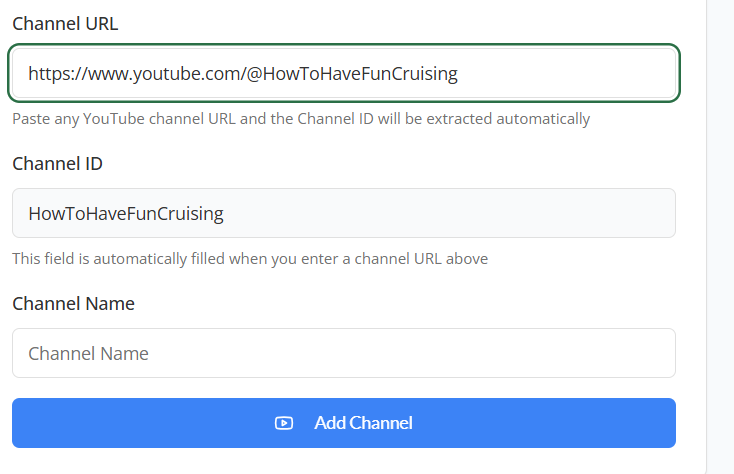 Channel URL
https://www.youtube.com/@HowToHaveFunCruising
Paste any YouTube channel URL and the Channel ID will be extracted automatically
Channel ID
HowToHaveFunCruising
This field is automatically filled when you enter a channel URL above
Channel Name
Channel Name
Add Channel